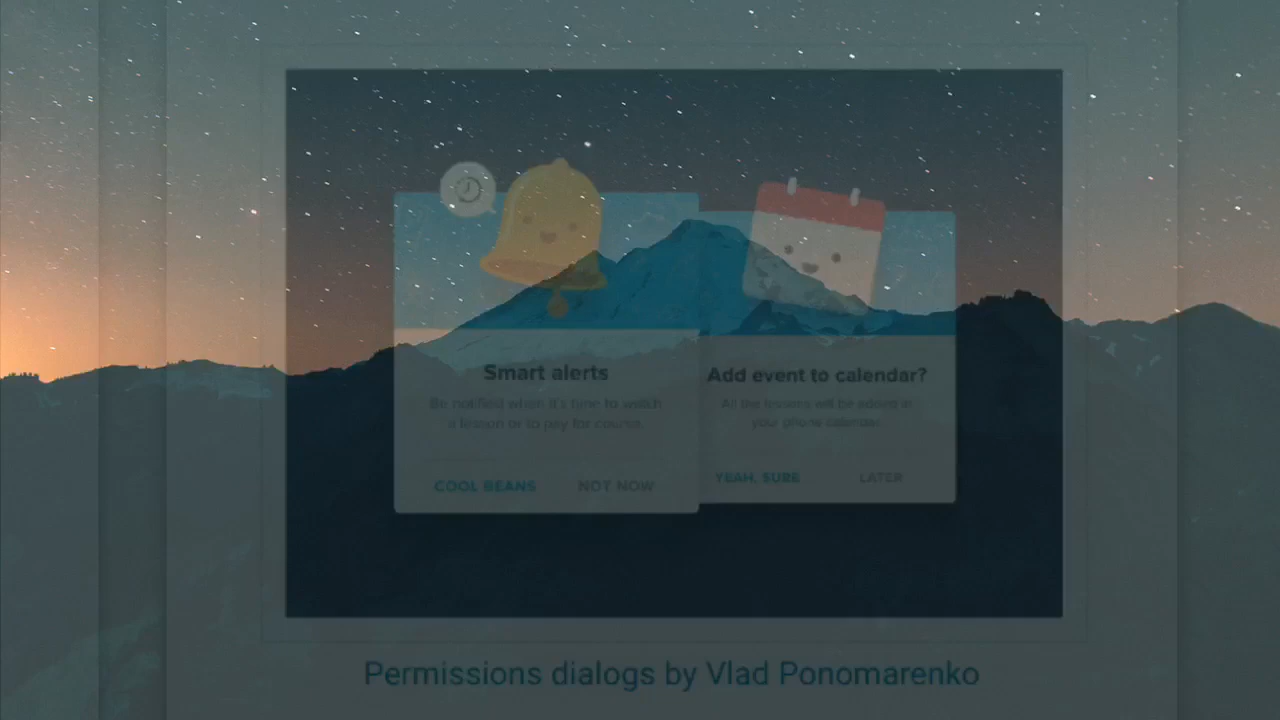 Smart alerts
Be notified when it's time to watch
a lesson or to pay for course.
COOL BEANS
NOT NOW
Add event to calendar?
All the lessons will be added in
your phone calendar.
YEAH, SURE
LATER
Permissions dialogs by Vlad Ponomarenko